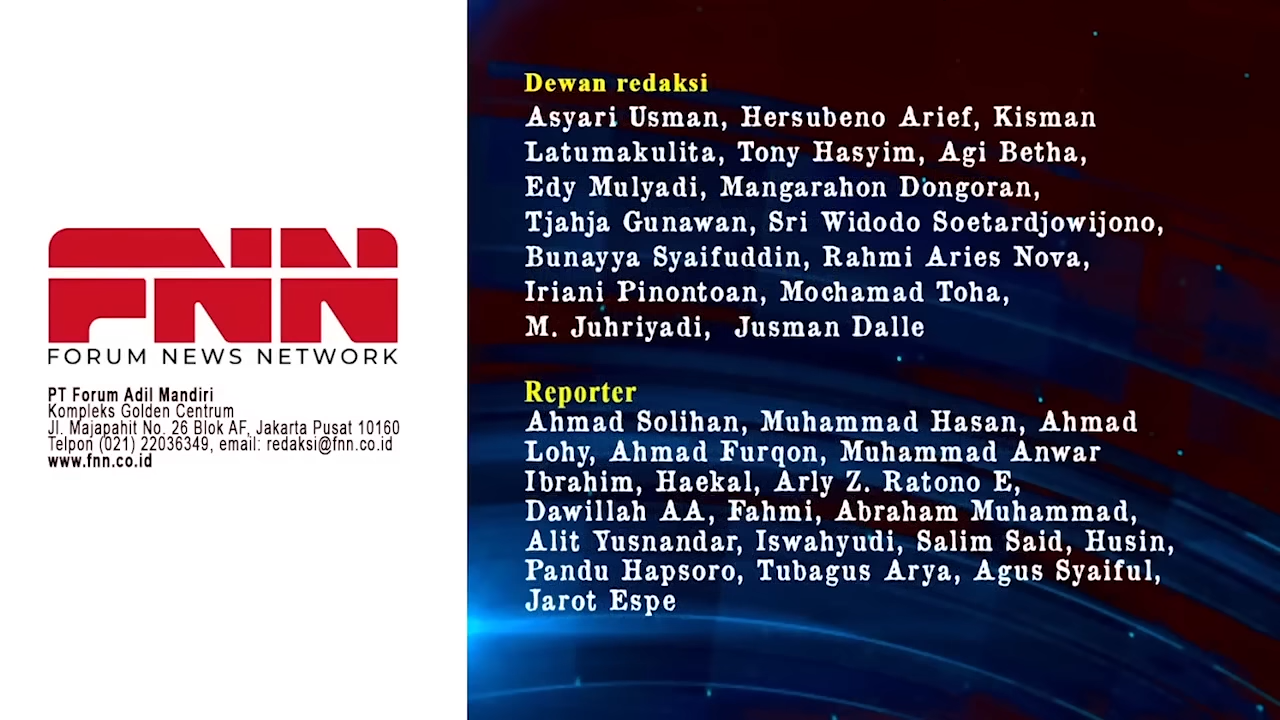 FNN
FORUM NEWS NETWORK
PT Forum Adil Mandiri
Kompleks Golden Centrum
Jl. Majapahit No. 26 Blok AF, Jakarta Pusat 10160
Telpon (021) 22036349, email: redaksi@fnn.co.id
www.fnn.co.id
Dewan redaksi
Asyari Usman, Hersubeno Arief, Kisman
Latumakulita, Tony Hasyim, Agi Betha,
Edy Mulyadi, Mangarahon Dongoran,
Tjahja Gunawan, Sri Widodo Soetardjowijono,
Bunayya Syaifuddin, Rahmi Aries Nova,
Iriani Pinontoan, Mochamad Toha,
M. Juhriyadi, Jusman Dalle
Reporter
Ahmad Solihan, Muhammad Hasan, Ahmad
Lohy, Ahmad Furqon, Muhammad Anwar
Ibrahim, Haekal, Arly Z. Ratono E,
Dawillah AA, Fahmi, Abraham Muhammad,
Alit Yusnandar, Iswahyudi, Salim Said, Husin,
Pandu Hapsoro, Tubagus Arya, Agus Syaiful,
Jarot Espe